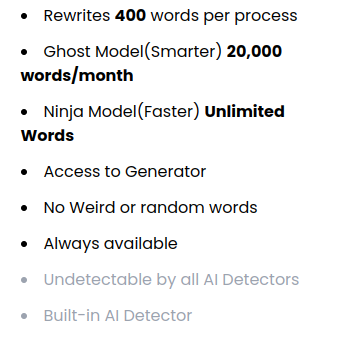 Rewrites 400 words per process
Ghost Model(Smarter) 20,000
words/month
Ninja Model(Faster) Unlimited
Words
Access to Generator
No Weird or random words
Always available
Undetectable by all AI Detectors
Built-in AI Detector